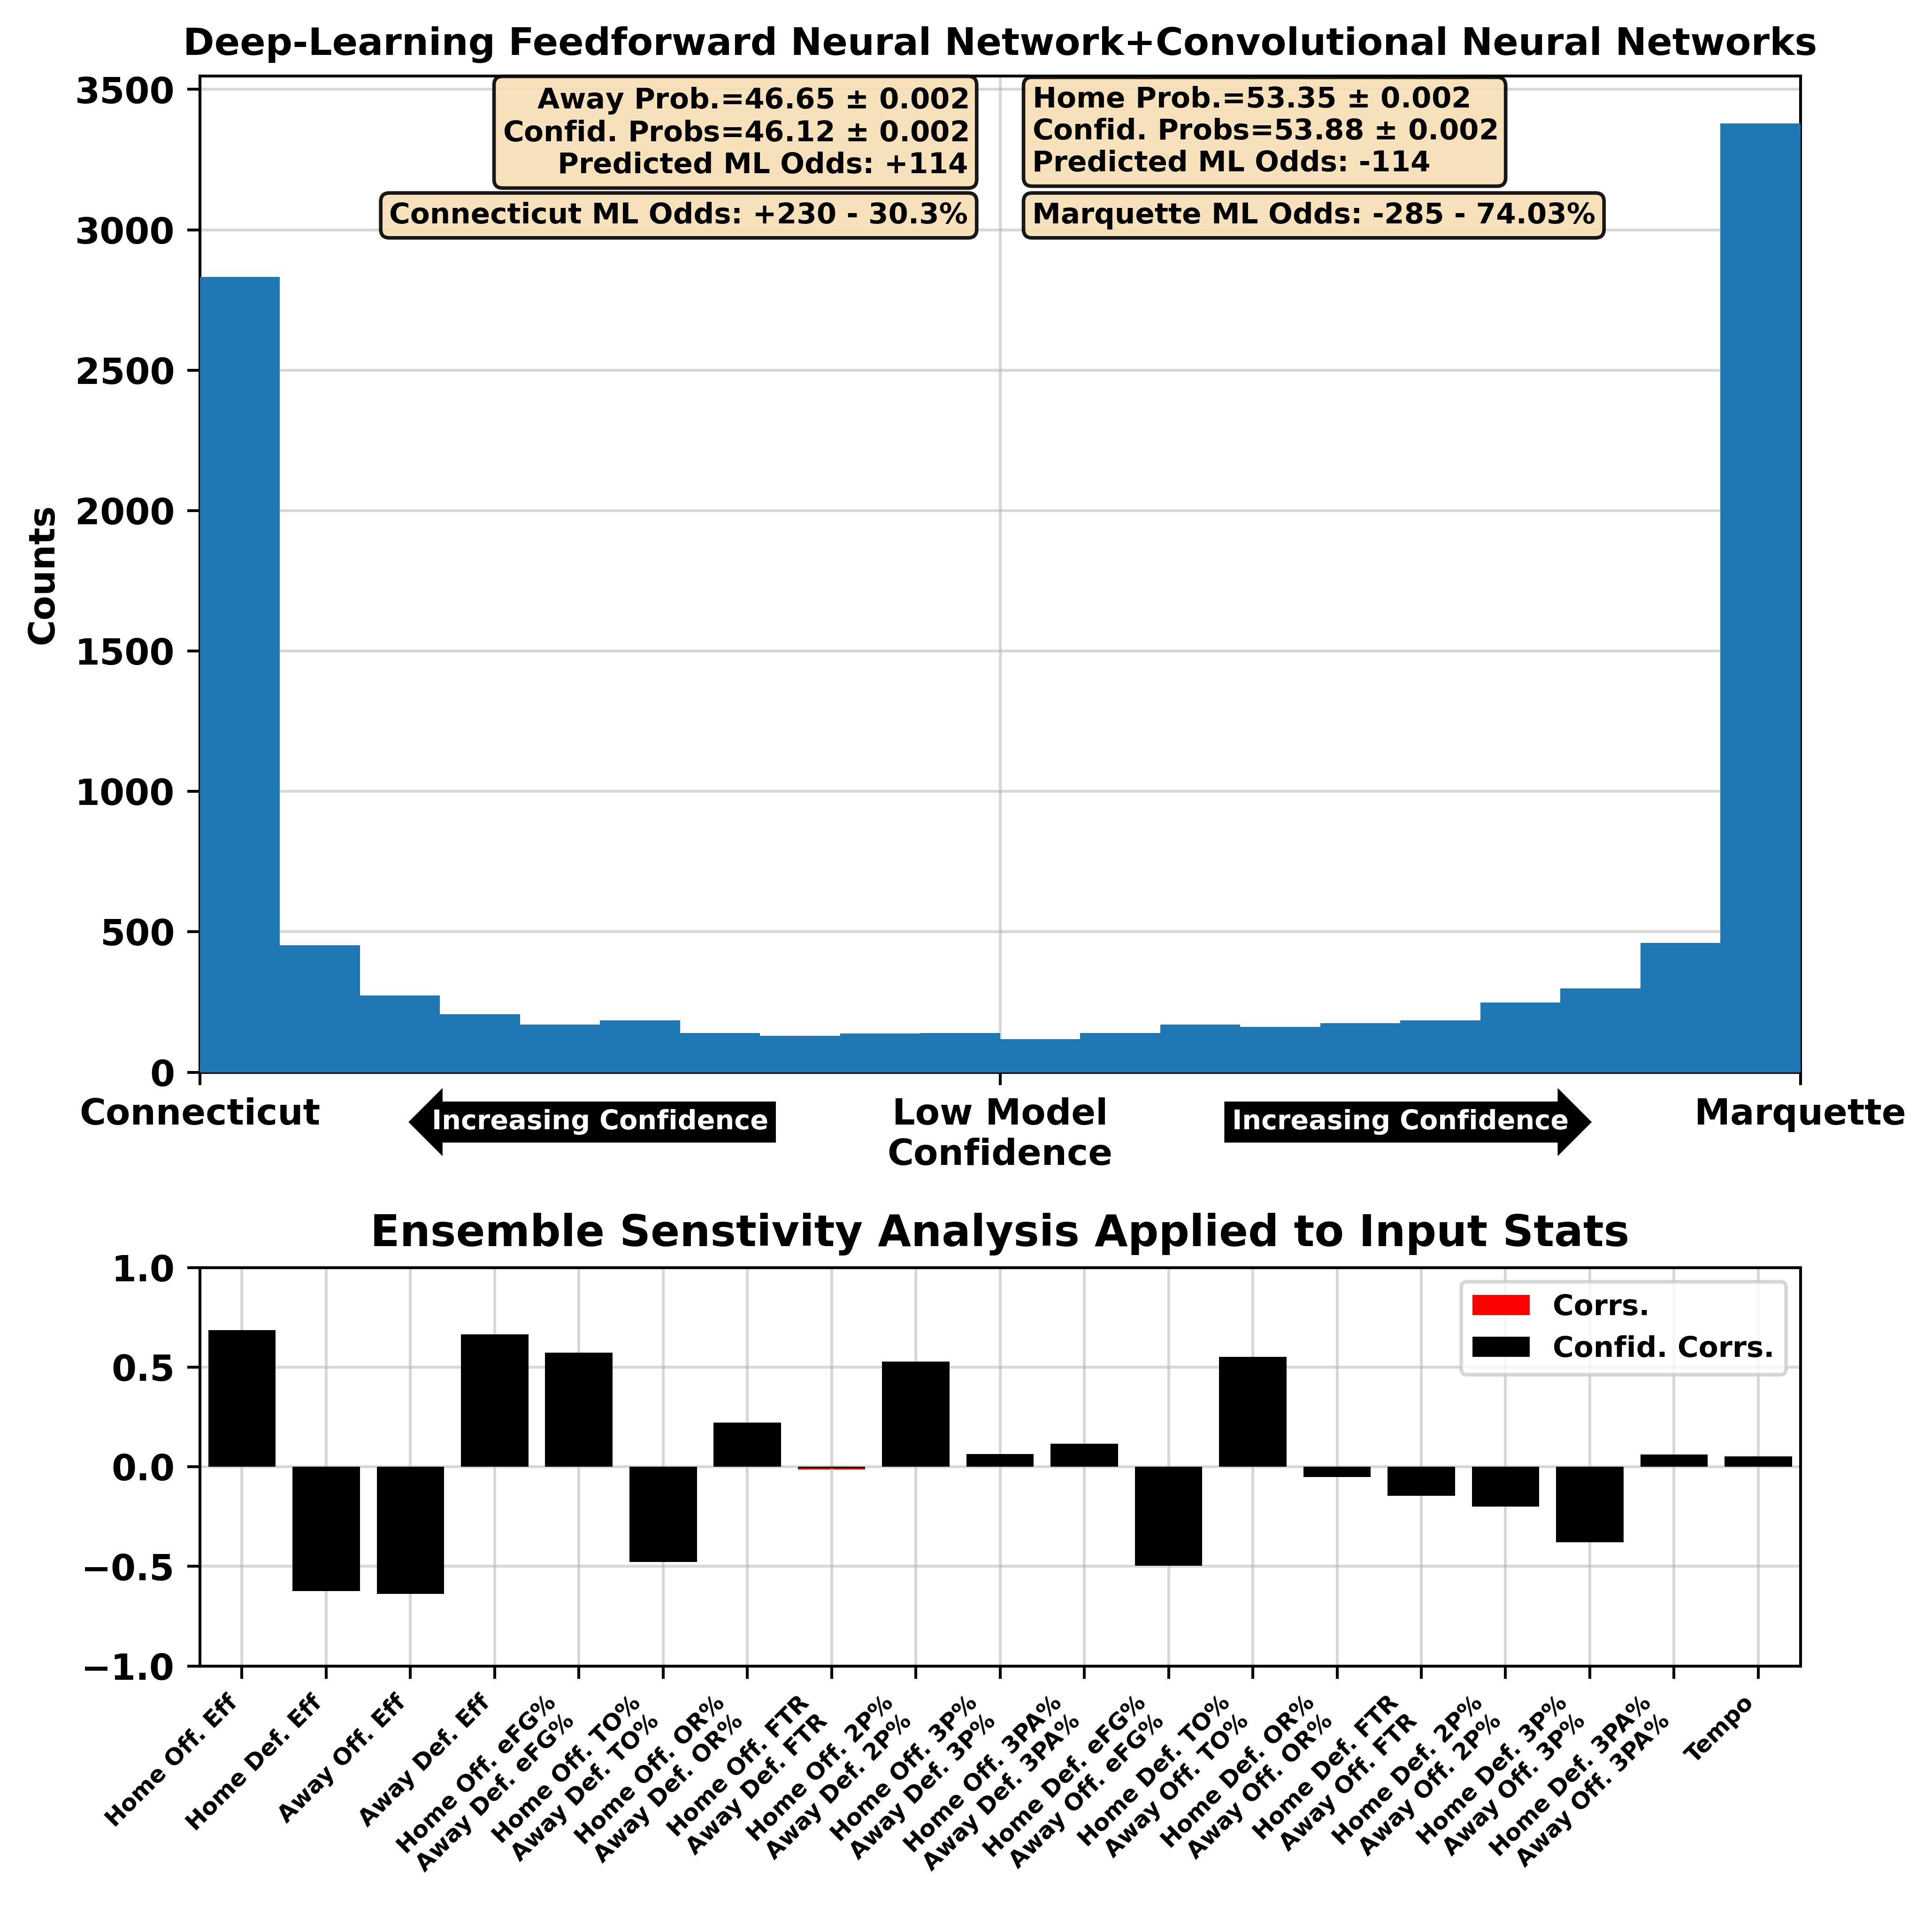 Deep-Learning Feedforward Neural Network+Convolutional Neural Networks
3500
3000
2500
2000
1500
1000
500
0
Counts
Away Prob.=46.65 ± 0.002
Confid. Probs=46.12 ± 0.002
Predicted ML Odds: +114
Connecticut ML Odds: +230 - 30.3%
Home Prob.=53.35 ± 0.002
Confid. Probs=53.88 ± 0.002
Predicted ML Odds: -114
Marquette ML Odds: -285 - 74.03%
Connecticut
Increasing Confidence
Low Model
Confidence
Increasing Confidence
Marquette
Ensemble Senstivity Analysis Applied to Input Stats
1.0
0.5
0.0
−0.5
−1.0
Corrs.
Confid. Corrs.
Home Off. Eff
Home Def. Eff
Away Off. Eff
Away Def. Eff
Home Off. eFG%
Away Def. eFG%
Home Off. TO%
Away Def. TO%
Home Off. OR%
Away Def. OR%
Home Off. FTR
Away Def. FTR
Home Off. 2P%
Away Def. 2P%
Home Off. 3P%
Away Def. 3P%
Home Off. 3PA%
Away Def. 3PA%
Home Def. eFG%
Away Off. eFG%
Home Def. TO%
Away Off. TO%
Home Def. OR%
Away Off. OR%
Home Def. FTR
Away Off. FTR
Home Def. 2P%
Away Off. 2P%
Home Def. 3P%
Away Off. 3P%
Home Def. 3PA%
Away Off. 3PA%
Tempo